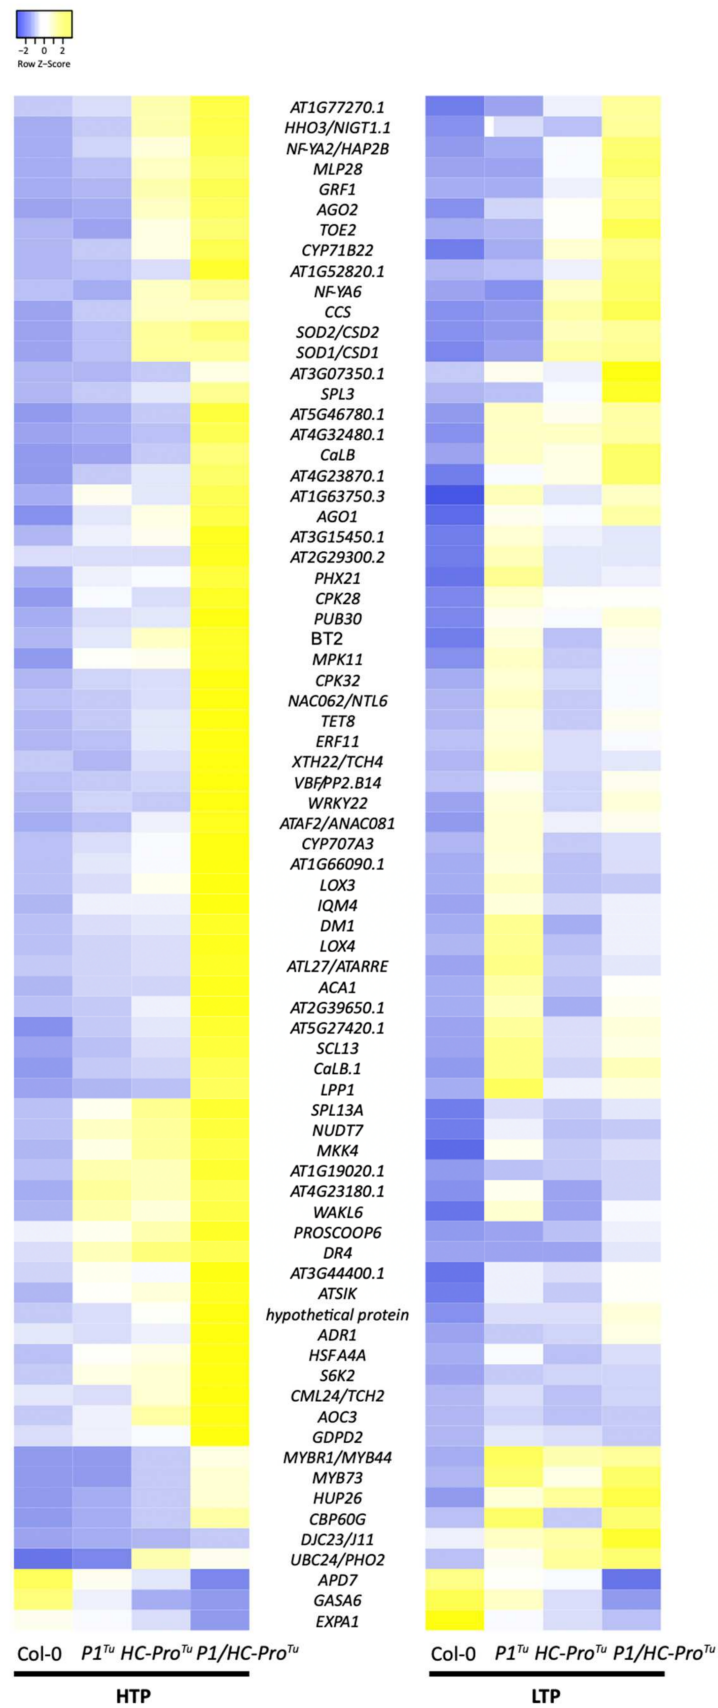 −2 0 2
Row Z−Score
AT1G77270.1
HHO3/NIGT1.1
NF-YA2/HAP2B
MLP28
GRF1
AGO2
TOE2
CYP71B22
AT1G52820.1
NF-YA6
CCS
SOD2/CSD2
SOD1/CSD1
AT3G07350.1
SPL3
AT5G46780.1
AT4G32480.1
CaLB
AT4G23870.1
AT1G63750.3
AGO1
AT3G15450.1
AT2G29300.2
PHX21
CPK28
PUB30
BT2
MPK11
CPK32
NAC062/NTL6
TET8
ERF11
XTH22/TCH4
VBF/PP2.B14
WRKY22
ATAF2/ANAC081
CYP707A3
AT1G66090.1
LOX3
IQM4
DM1
LOX4
ATL27/ATARRE
ACA1
AT2G39650.1
AT5G27420.1
SCL13
CaLB.1
LPP1
SPL13A
NUDT7
MKK4
AT1G19020.1
AT4G23180.1
WAKL6
PROSCOOP6
DR4
AT3G44400.1
ATSIK
hypothetical protein
ADR1
HSFA4A
S6K2
CML24/TCH2
AOC3
GDPD2
MYBR1/MYB44
MYB73
HUP26
CBP60G
DJC23/J11
UBC24/PHO2
APD7
GASA6
EXPA1
Col-0 P1Tu HC-ProTu P1/HC-ProTu Col-0 P1Tu HC-ProTu P1/HC-ProTu
HTP LTP